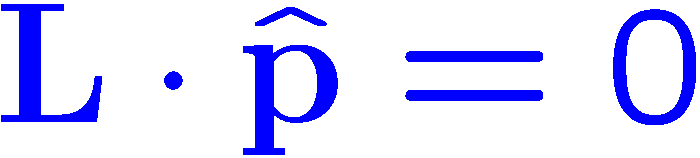 𝐋 · 𝐩̂ = 0